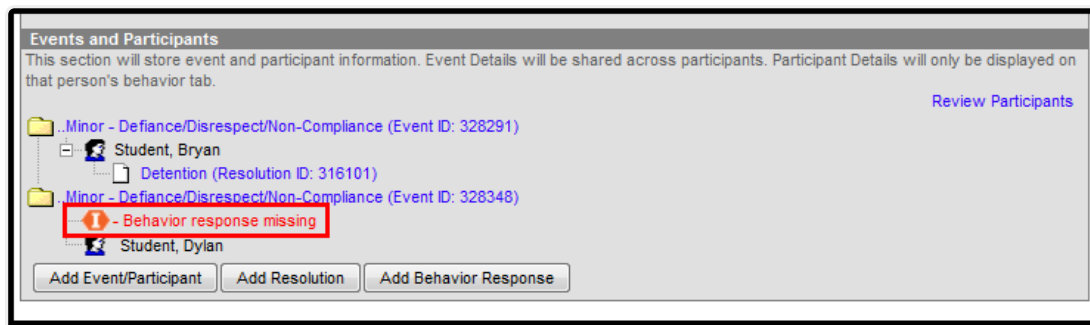 Events and Participants
This section will store event and participant information. Event Details will be shared across participants. Participant Details will only be displayed on
that person's behavior tab.
Review Participants
..Minor - Defiance/Disrespect/Non-Compliance (Event ID: 328291)
Student, Bryan
Detention (Resolution ID: 316101)
..Minor - Defiance/Disrespect/Non-Compliance (Event ID: 328348)
I - Behavior response missing
Student, Dylan
Add Event/Participant Add Resolution Add Behavior Response